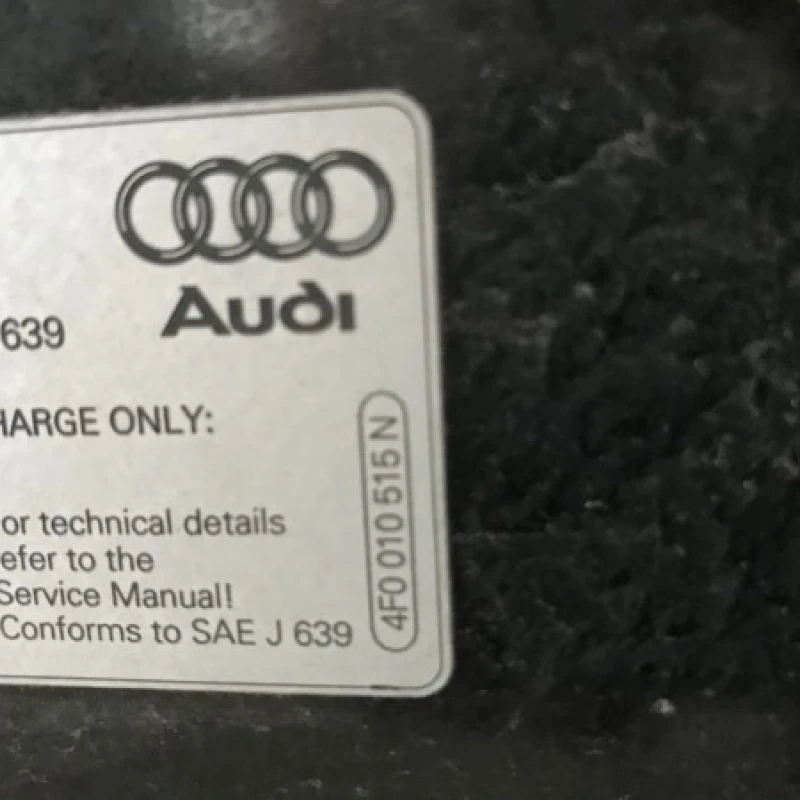 Audi
639
HARGE ONLY:
or technical details
efer to the
Service Manual!
Conforms to SAE J 639
4F0 010 515 N